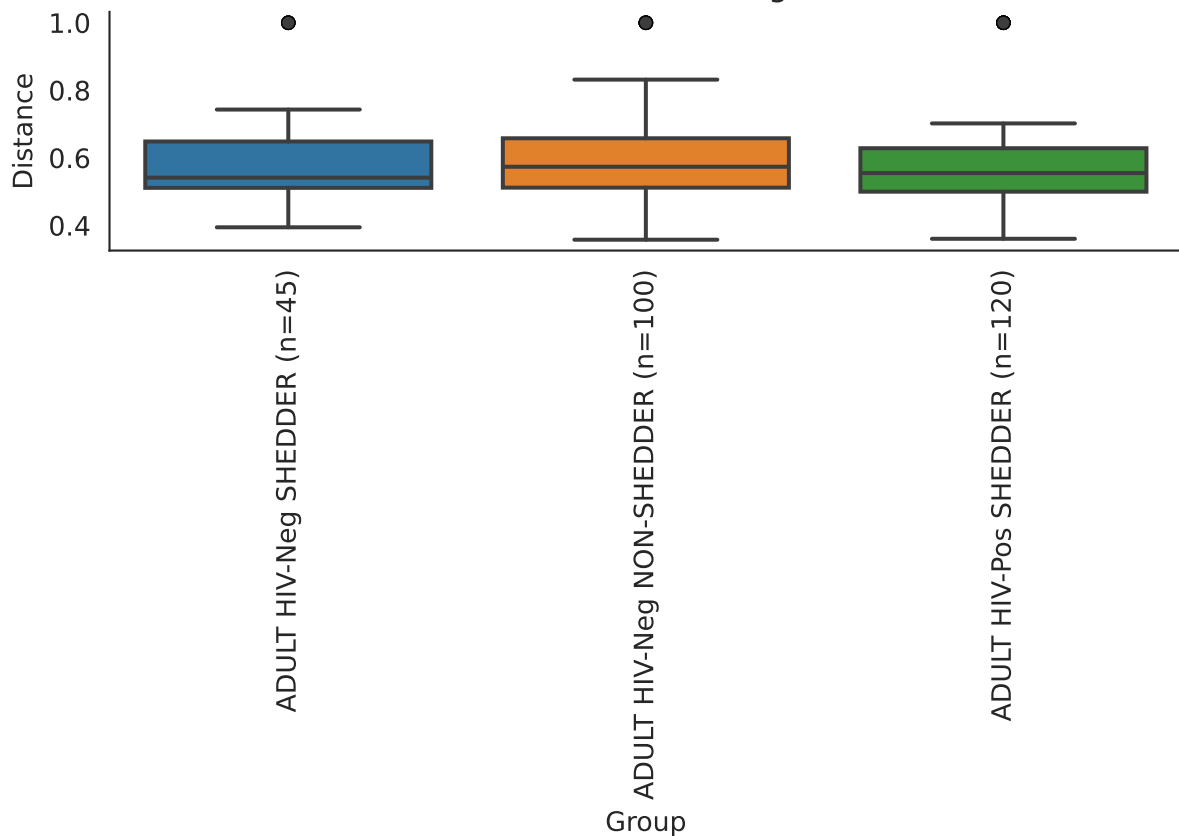 1.0
0.8
0.6
0.4
Distance
ADULT HIV-Neg SHEDDER (n=45)
ADULT HIV-Neg NON-SHEDDER (n=100)
ADULT HIV-Pos SHEDDER (n=120)
Group